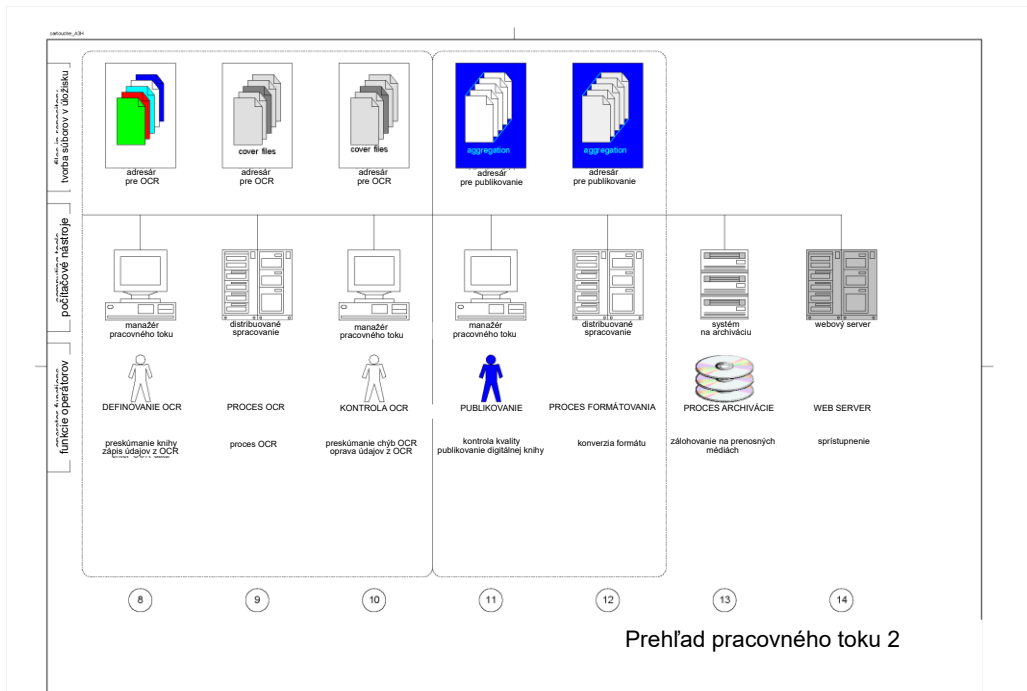 cartouche_A3H
tvorba súborov v úložisku
cover files
cover files
aggregation
aggregation
adresár
pre OCR
adresár
pre OCR
adresár
pre OCR
adresár
pre publikovanie
adresár
pre publikovanie
počítačové nástroje
manažér
pracovného toku
distribuované
spracovanie
manažér
pracovného toku
manažér
pracovného toku
distribuované
spracovanie
systém
na archiváciu
webový server
funkcie operátorov
DEFINOVANIE OCR
PROCES OCR
KONTROLA OCR
PUBLIKOVANIE
PROCES FORMÁTOVANIA
PROCES ARCHIVÁCIE
WEB SERVER
preskúmanie knihy
zápis údajov z OCR
proces OCR
preskúmanie chýb OCR
oprava údajov z OCR
kontrola kvality
publikovanie digitálnej knihy
konverzia formátu
zálohovanie na prenosných
médiách
sprístupnenie
8
9
10
11
12
13
14
Prehľad pracovného toku 2